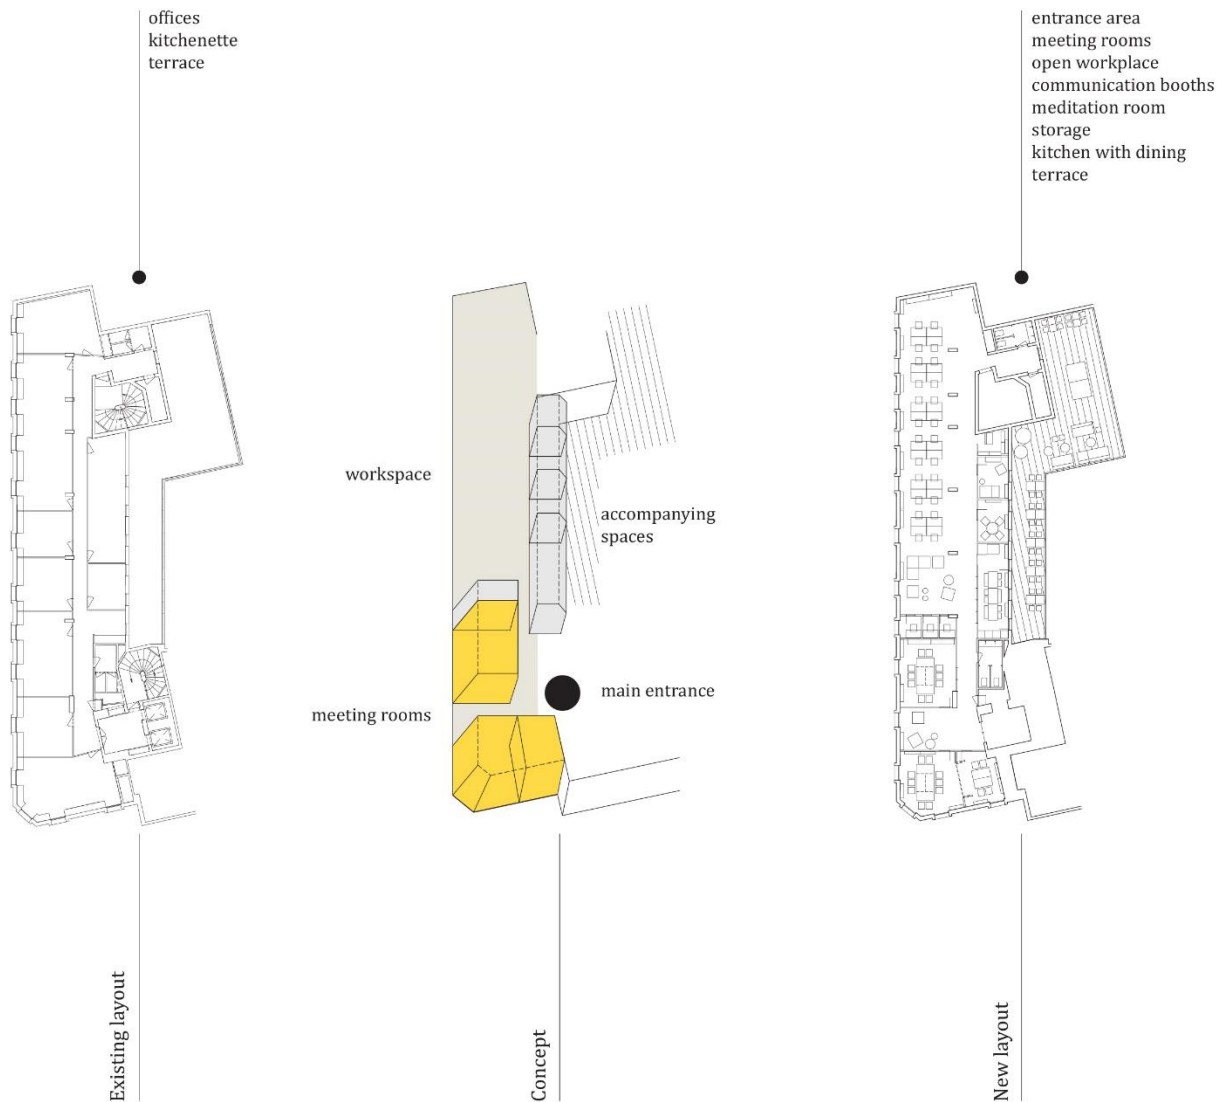 offices
kitchenette
terrace
entrance area
meeting rooms
open workplace
communication booths
meditation room
storage
kitchen with dining
terrace
workspace
accompanying
spaces
main entrance
meeting rooms
Existing layout
Concept
New layout